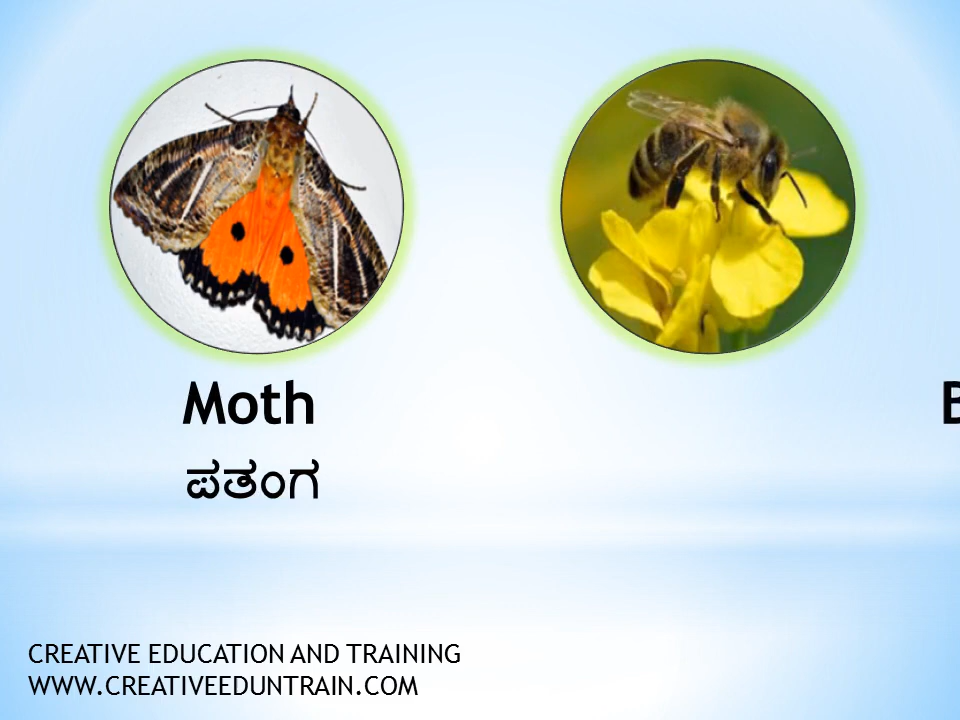 Moth
ಪತಂಗ
CREATIVE EDUCATION AND TRAINING
WWW.CREATIVEEDUNTRAIN.COM